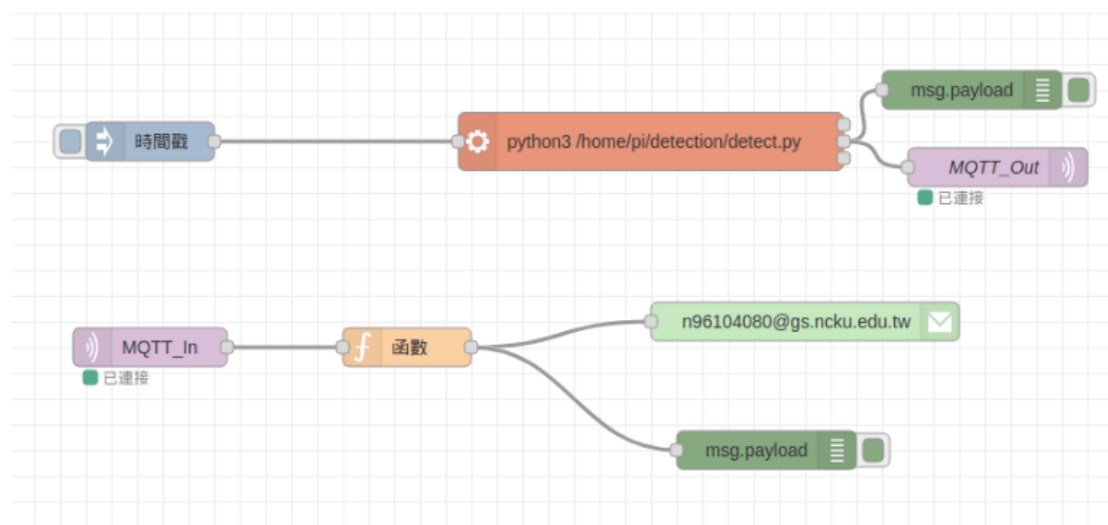 msg.payload
時間戳
python3 /home/pi/detection/detect.py
MQTT_Out
已連接
n96104080@gs.ncku.edu.tw
MQTT_In
函數
已連接
msg.payload